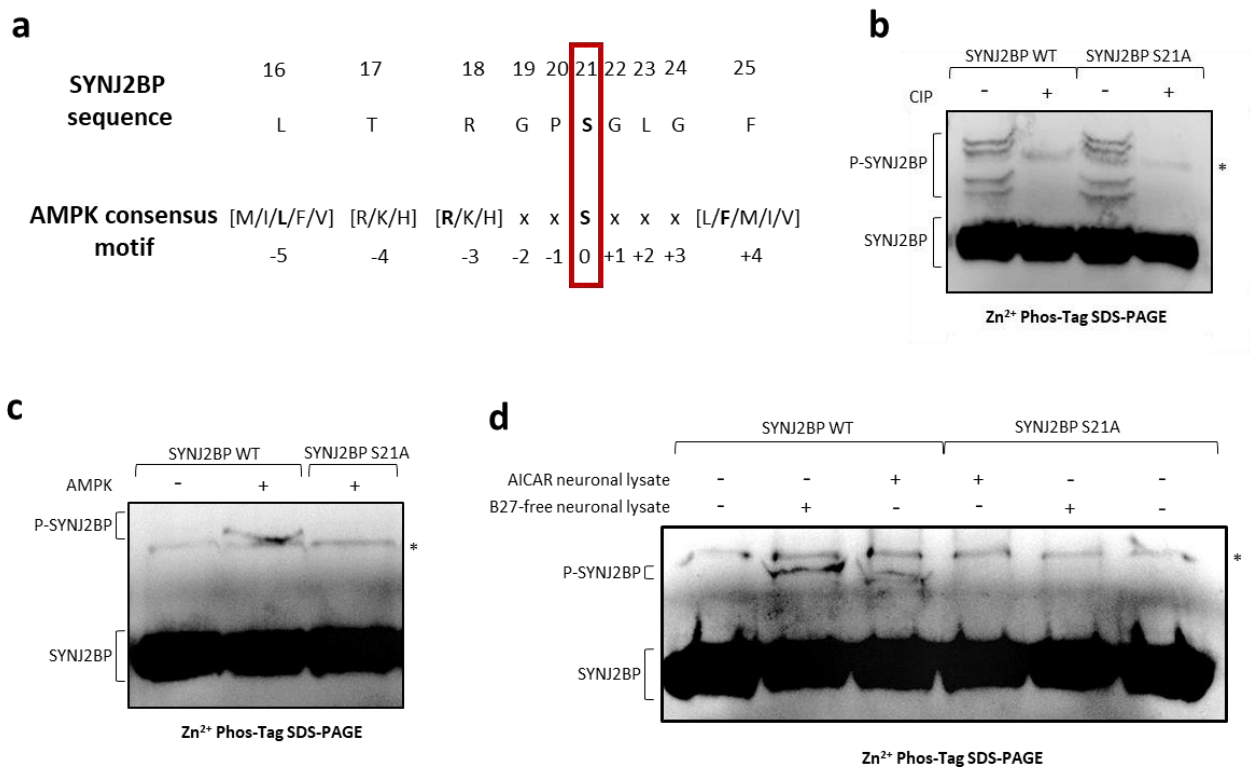 a
SYNJ2BP sequence
16 17 18 19 20 21 22 23 24 25
L T R G P S G L G F
AMPK consensus motif
[M/I/L/F/V] [R/K/H] [R/K/H] x x S x x x [L/F/M/I/V]
-5 -4 -3 -2 -1 0 +1 +2 +3 +4
b
SYNJ2BP WT SYNJ2BP S21A
CIP - + - +
P-SYNJ2BP
*
SYNJ2BP
Zn2+ Phos-Tag SDS-PAGE
c
SYNJ2BP WT SYNJ2BP S21A
AMPK - + +
P-SYNJ2BP
*
SYNJ2BP
Zn2+ Phos-Tag SDS-PAGE
d
SYNJ2BP WT SYNJ2BP S21A
AICAR neuronal lysate - - + + - -
B27-free neuronal lysate - + - - + -
*
P-SYNJ2BP
SYNJ2BP
Zn2+ Phos-Tag SDS-PAGE